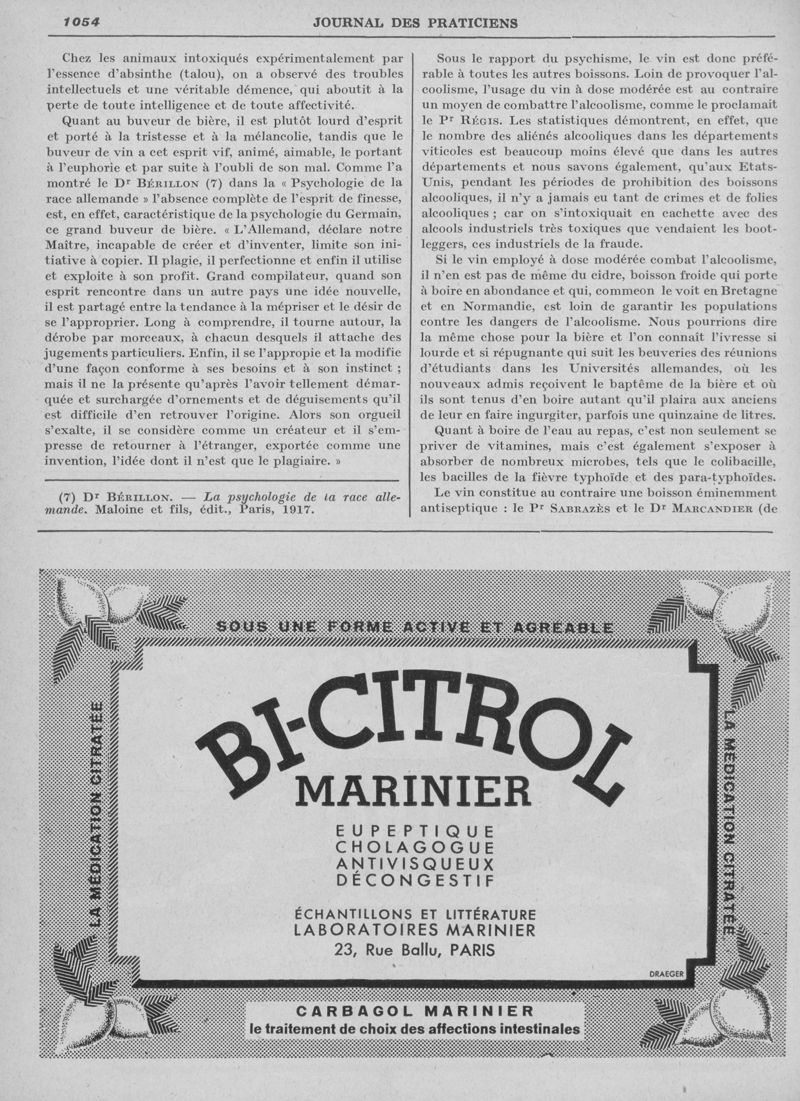 1054
JOURNAL DES PRATICIENS
Chez les animaux intoxiqués expérimentalement par
l'essence d'absinthe (talou), on a observé des troubles
intellectuels et une véritable démence, qui aboutit à la
perte de toute intelligence et de toute affectivité.
Quant au buveur de bière, il est plutôt lourd d'esprit
et porté à la tristesse et à la mélancolie, tandis que le
buveur de vin a cet esprit vif, animé, aimable, le portant
à l'euphorie et par suite à l'oubli de son mal. Comme l'a
montré le Dr BÉRILLON (7) dans la « Psychologie de la
race allemande » l'absence complète de l'esprit de finesse,
est, en effet, caractéristique de la psychologie du Germain,
ce grand buveur de bière. « L'Allemand, déclare notre
Maître, incapable de créer et d'inventer, limite son ini-
tiative à copier. Il plagie, il perfectionne et enfin il utilise
et exploite à son profit. Grand compilateur, quand son
esprit rencontre dans un autre pays une idée nouvelle,
il est partagé entre la tendance à la mépriser et le désir de
se l'approprier. Long à comprendre, il tourne autour, la
dérobe par morceaux, à chacun desquels il attache des
jugements particuliers. Enfin, il se l'appropie et la modifie
d'une façon conforme à ses besoins et à son instinct ;
mais il ne la présente qu'après l'avoir tellement démar-
quée et surchargée d'ornements et de déguisements qu'il
est difficile d'en retrouver l'origine. Alors son orgueil
s'exalte, il se considère comme un créateur et il s'em-
presse de retourner à l'étranger, exportée comme une
invention, l'idée dont il n'est que le plagiaire. »
(7) Dr BÉRILLON. — La psychologie de la race alle-
mande. Maloine et fils, édit., Paris, 1917.
Sous le rapport du psychisme, le vin est donc préfé-
rable à toutes les autres boissons. Loin de provoquer l'al-
coolisme, l'usage du vin à dose modérée est au contraire
un moyen de combattre l'alcoolisme, comme le proclamait
le Pr RÉGIS. Les statistiques démontrent, en effet, que
le nombre des aliénés alcooliques dans les départements
viticoles est beaucoup moins élevé que dans les autres
départements et nous savons également, qu'aux Etats-
Unis, pendant les périodes de prohibition des boissons
alcooliques, il n'y a jamais eu tant de crimes et de folies
alcooliques ; car on s'intoxiquait en cachette avec des
alcools industriels très toxiques que vendaient les boot-
leggers, ces industriels de la fraude.
Si le vin employé à dose modérée combat l'alcoolisme,
il n'en est pas de même du cidre, boisson froide qui porte
à boire en abondance et qui, commeon le voit en Bretagne
et en Normandie, est loin de garantir les populations
contre les dangers de l'alcoolisme. Nous pourrions dire
la même chose pour la bière et l'on connaît l'ivresse si
lourde et si répugnante qui suit les beuveries des réunions
d'étudiants dans les Universités allemandes, où les
nouveaux admis reçoivent le baptême de la bière et où
ils sont tenus d'en boire autant qu'il plaira aux anciens
de leur en faire ingurgiter, parfois une quinzaine de litres.
Quant à boire de l'eau au repas, c'est non seulement se
priver de vitamines, mais c'est également s'exposer à
absorber de nombreux microbes, tels que le colibacille,
les bacilles de la fièvre typhoïde et des para-typhoïdes.
Le vin constitue au contraire une boisson éminemment
antiseptique : le Pr SABRAZÈS et le Dr MARCANDIER (de
SOUS UNE FORME ACTIVE ET AGRÉABLE
LA MÉDICATION CITRATÉE
BI-CITROL
MARINIER
EUPEPTIQUE
CHOLAGOGUE
ANTIVISQUEUX
DÉCONGESTIF
ÉCHANTILLONS ET LITTÉRATURE
LABORATOIRES MARINIER
23, Rue Ballu, PARIS
DRAEGER
LA MÉDICATION CITRATÉE
CARBAGOL MARINIER
le traitement de choix des affections intestinales